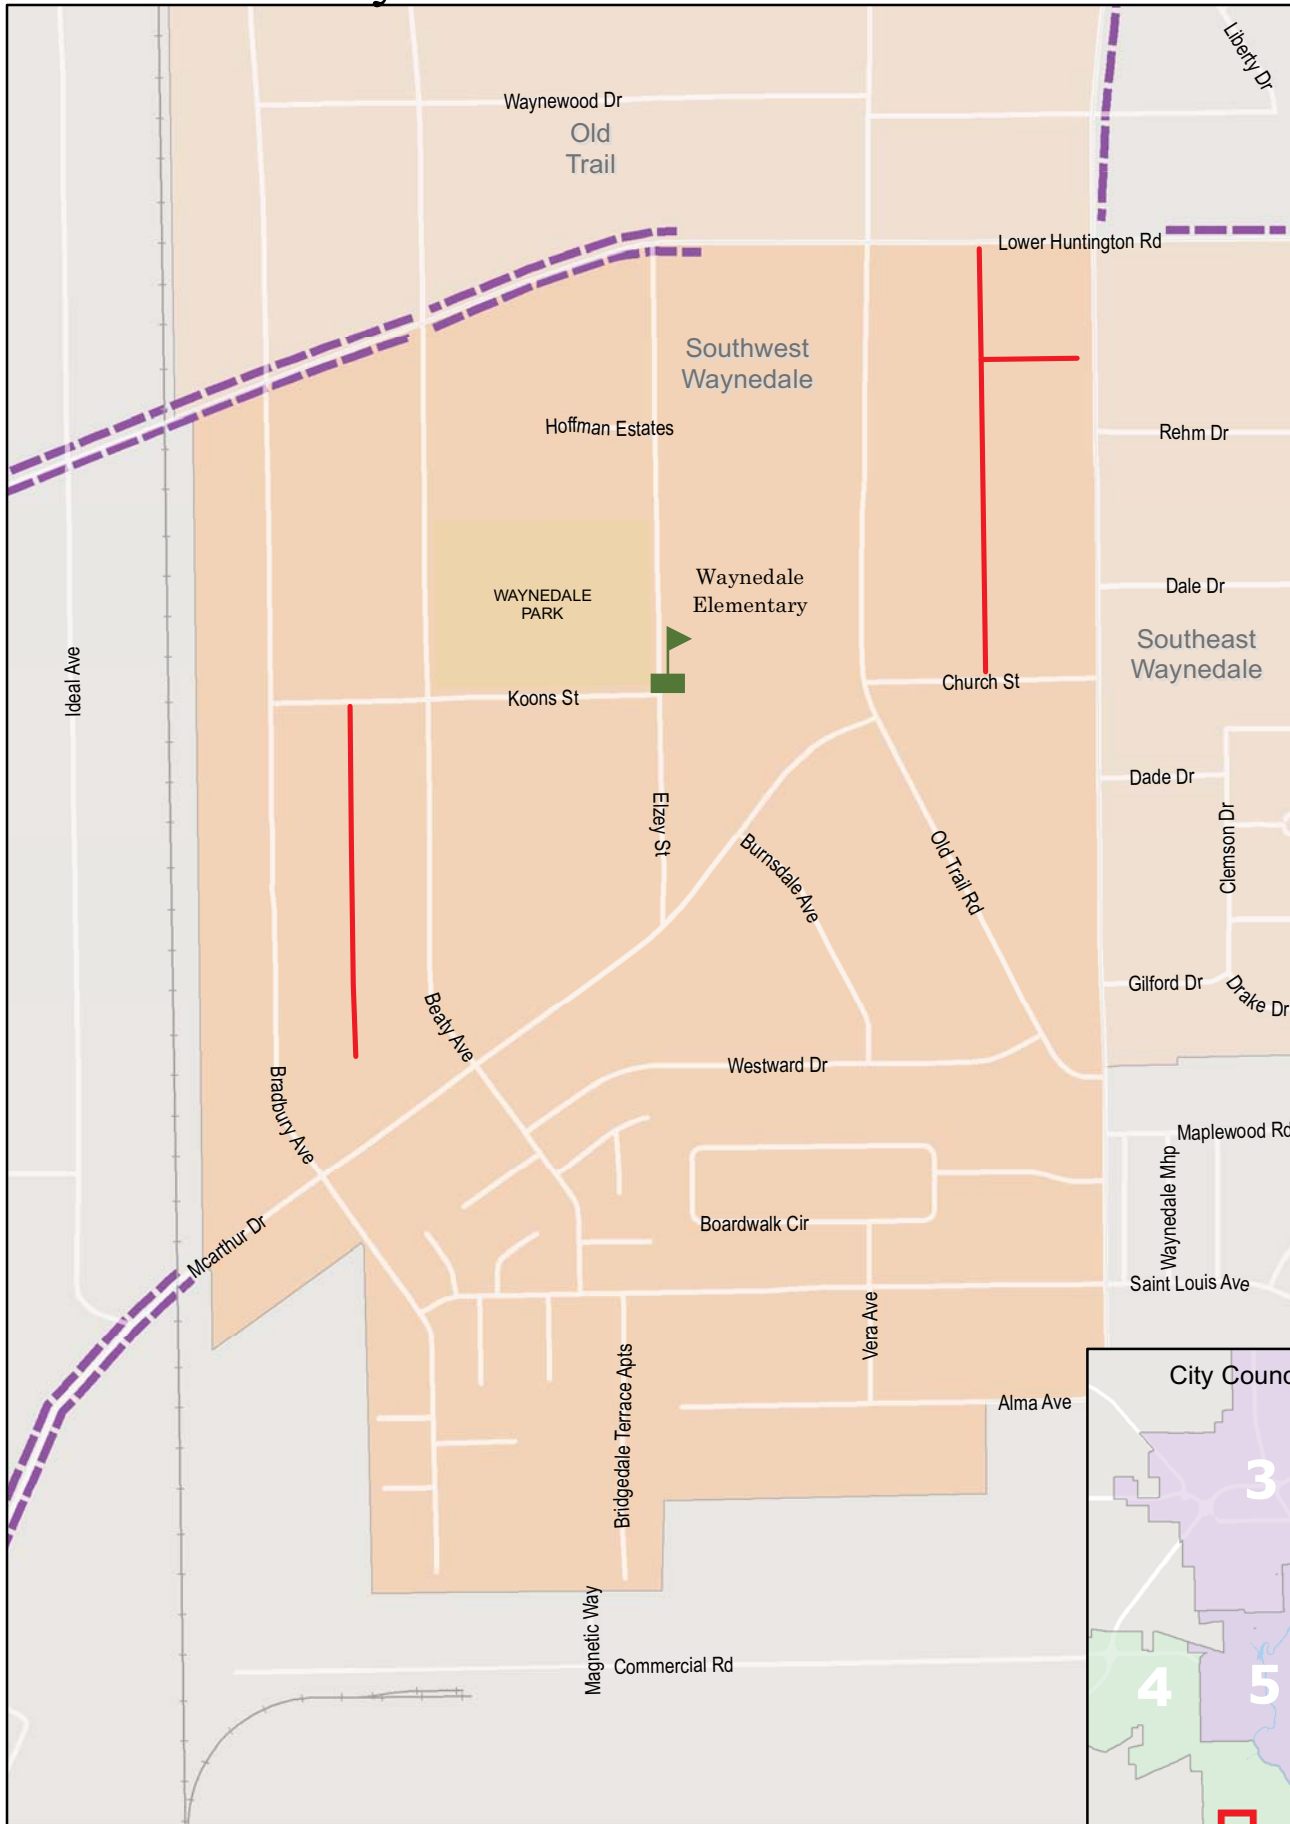 Liberty Dr
Waynewood Dr
Old
Trail
Lower Huntington Rd
Southwest
Waynedale
Hoffman Estates
Rehm Dr
Waynedale
Elementary
WAYNEDALE
PARK
Dale Dr
Southeast
Waynedale
Ideal Ave
Koons St
Church St
Dade Dr
Elzey St
Burnsdale Ave
Old Trail Rd
Clemson Dr
Gilford Dr
Drake Dr
Beaty Ave
Westward Dr
Bradbury Ave
Maplewood Rd
Waynedale Mhp
Mcarthur Dr
Boardwalk Cir
Saint Louis Ave
Vera Ave
Bridgedale Terrace Apts
City Counc
Alma Ave
3
Magnetic Way
Commercial Rd
4
5